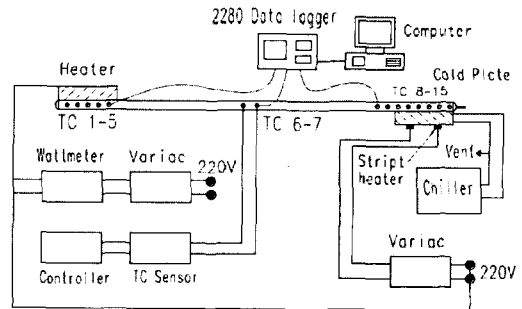 2280 Data logger
Computer
Heater
Cold Plate
TC 8-15
TC 1-5
TC 6-7
Wattmeter
Variac
220V
Stript
heater
Vent
Chiller
Controller
TC Sensor
Variac
220V